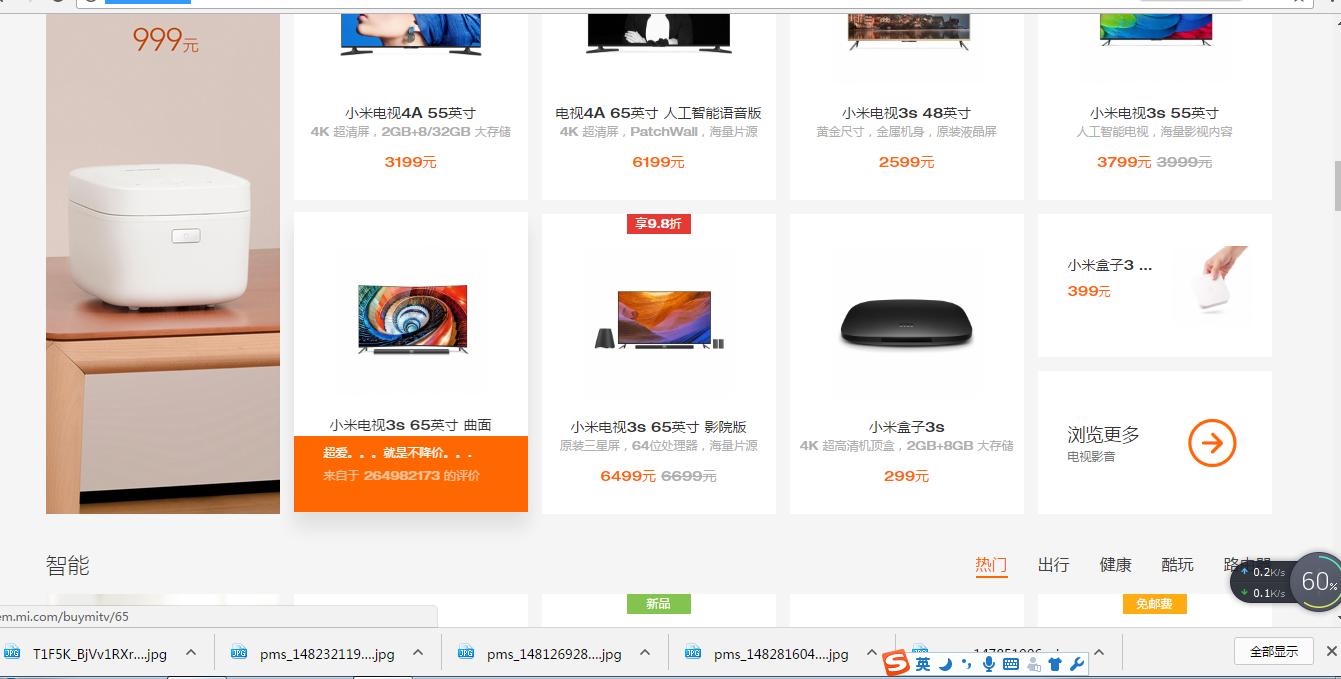 999元
小米电视4A 55英寸
4K 超清屏，2GB+8/32GB 大存储
3199元
电视4A 65英寸 人工智能语音版
4K 超清屏，PatchWall，海量片源
6199元
小米电视3s 48英寸
黄金尺寸，金属机身，原装液晶屏
2599元
小米电视3s 55英寸
人工智能电视，海量影视内容
3799元 3999元
小米电视3s 65英寸 曲面
超爱。。。就是不降价。。.
来自于 264982173 的评价
享9.8折
小米电视3s 65英寸 影院版
原装三星屏，64位处理器，海量片源
6499元 6699元
小米盒子3s
4K 超高清机顶盒，2GB+8GB 大存储
299元
小米盒子3 ...
399元
浏览更多
电视影音
智能
热门 出行 健康 酷玩
0.2K/s
0.1K/s
60%
新品
免邮费
em.mi.com/buymitv/65
T1F5K_BjVv1RXr....jpg
pms_148232119....jpg
pms_148126928....jpg
pms_148281604....jpg
英
全部显示